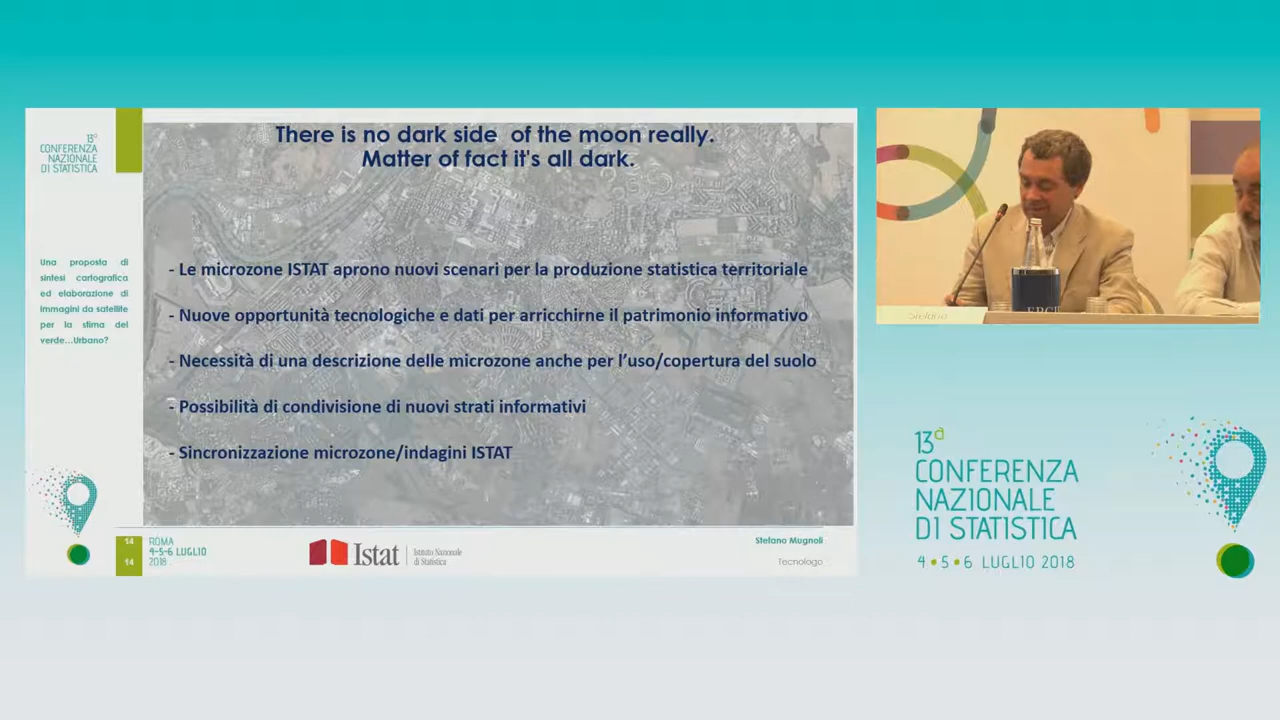 13ª
CONFERENZA
NAZIONALE
DI STATISTICA
Una proposta di
sintesi cartografica
ed elaborazione di
immagini da satellite
per la stima del
verde...Urbano?
There is no dark side of the moon really.
Matter of fact it's all dark.
- Le microzone ISTAT aprono nuovi scenari per la produzione statistica territoriale
- Nuove opportunità tecnologiche e dati per arricchirne il patrimonio informativo
- Necessità di una descrizione delle microzone anche per l'uso/copertura del suolo
- Possibilità di condivisione di nuovi strati informativi
- Sincronizzazione microzone/indagini ISTAT
14
14
ROMA
4-5-6 LUGLIO
2018
Istat
Istituto Nazionale
di Statistica
Stefano Mugnoli
Tecnologo
Stefano
13ª
CONFERENZA
NAZIONALE
DI STATISTICA
4•5•6 LUGLIO 2018